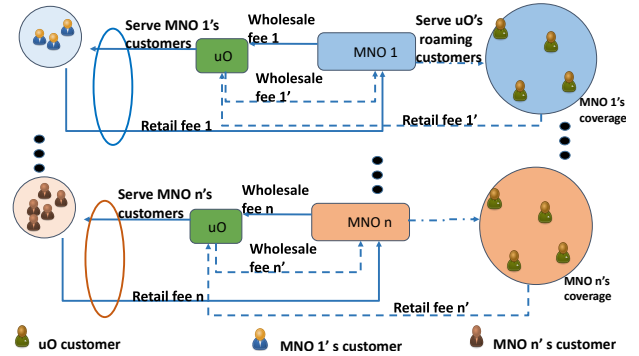 Serve MNO 1's
customers
Wholesale
fee 1
Serve uO's
roaming
customers
uO
MNO 1
Wholesale
fee 1'
MNO 1's
coverage
Retail fee 1
Retail fee 1'
Serve MNO n's
customers
Wholesale
fee n
uO
MNO n
Wholesale
fee n'
MNO n's
coverage
Retail fee n
Retail fee n'
uO customer
MNO 1' s customer
MNO n' s customer